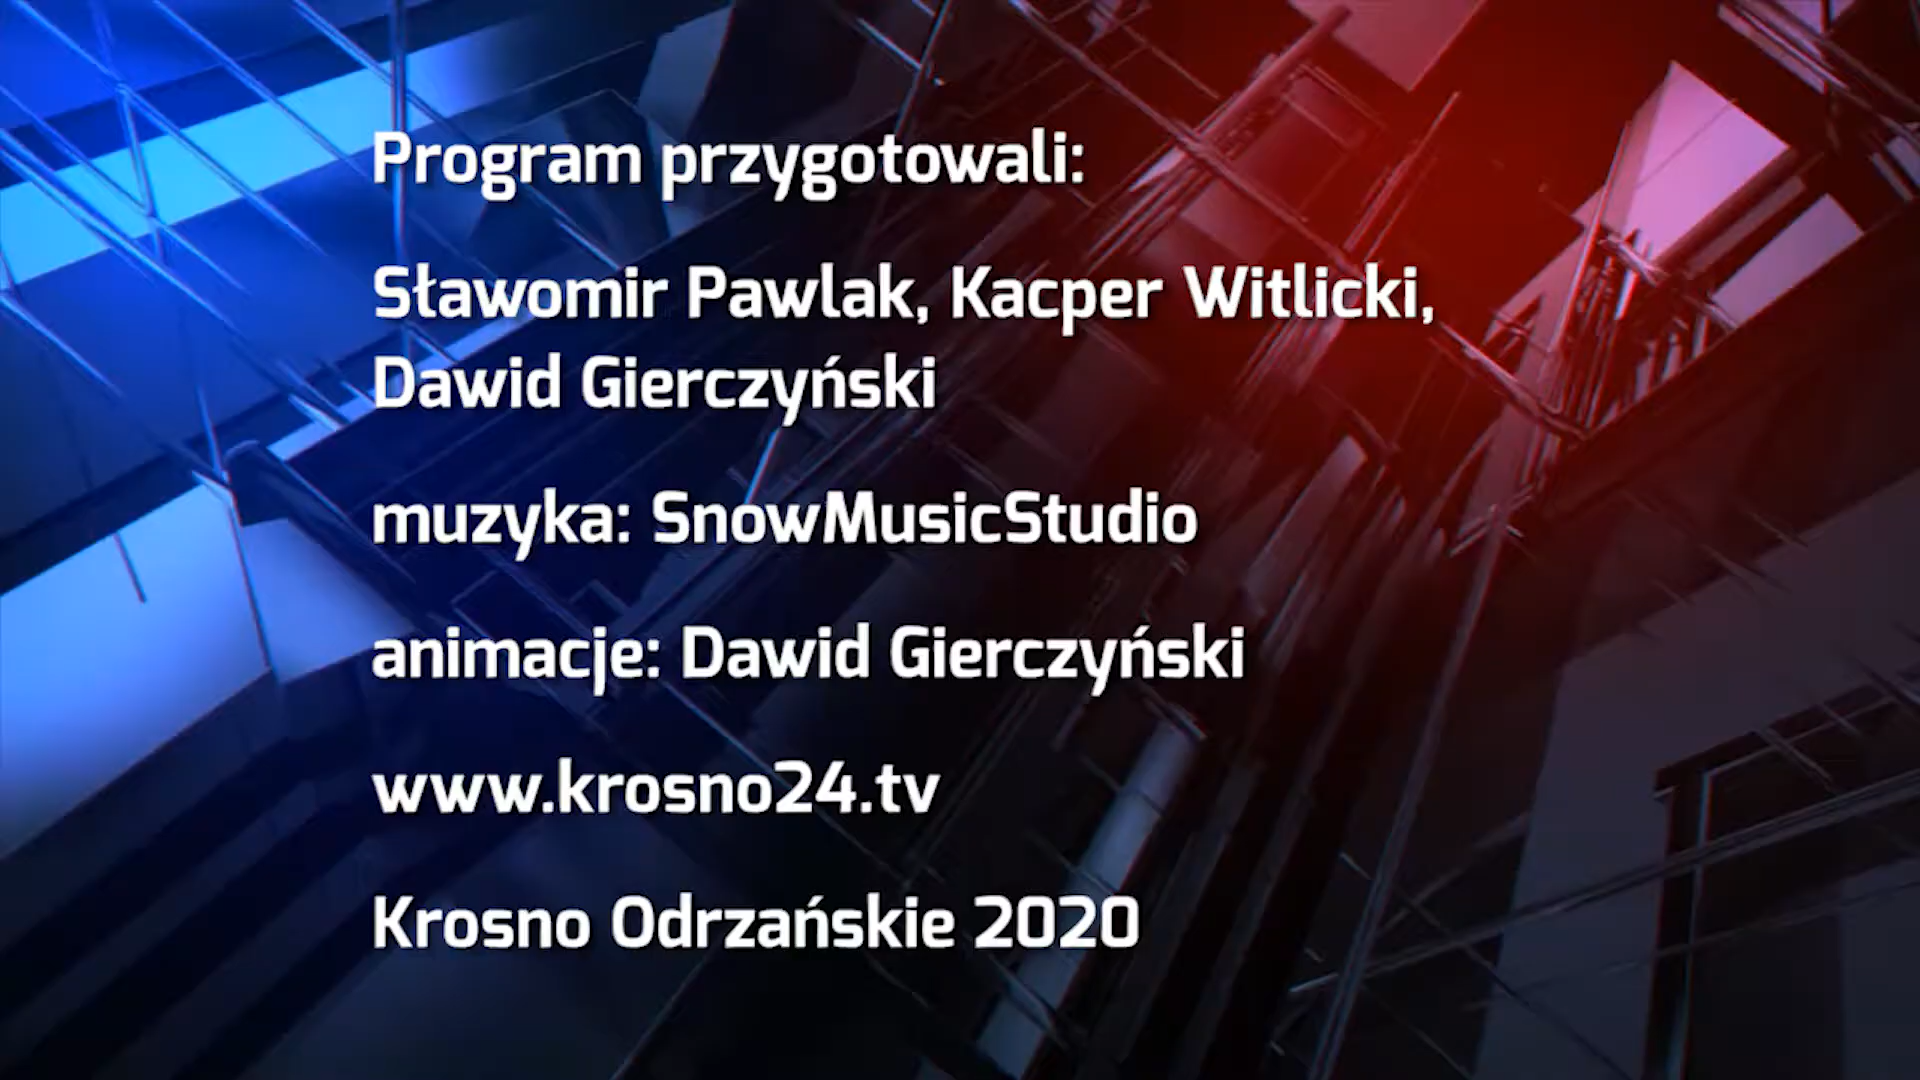 Program przygotowali:
Sławomir Pawlak, Kacper Witlicki,
Dawid Gierczyński
muzyka: SnowMusicStudio
animacje: Dawid Gierczyński
www.krosno24.tv
Krosno Odrzańskie 2020